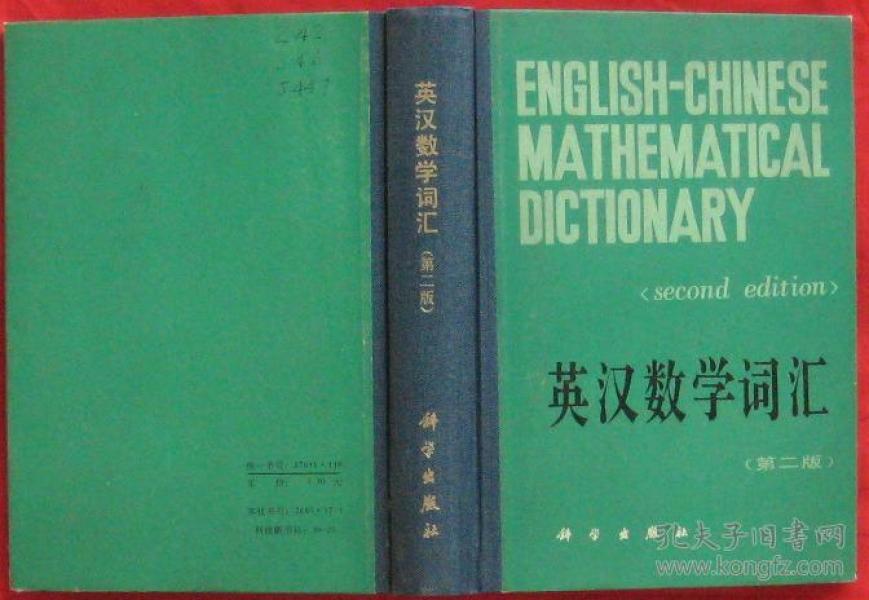 英汉数学词汇(第二版)
科学出版社
ENGLISH-CHINESE
MATHEMATICAL
DICTIONARY
<second edition>
英汉数学词汇
(第二版)
科学出版社
孔夫子旧书网
www.kongfz.com